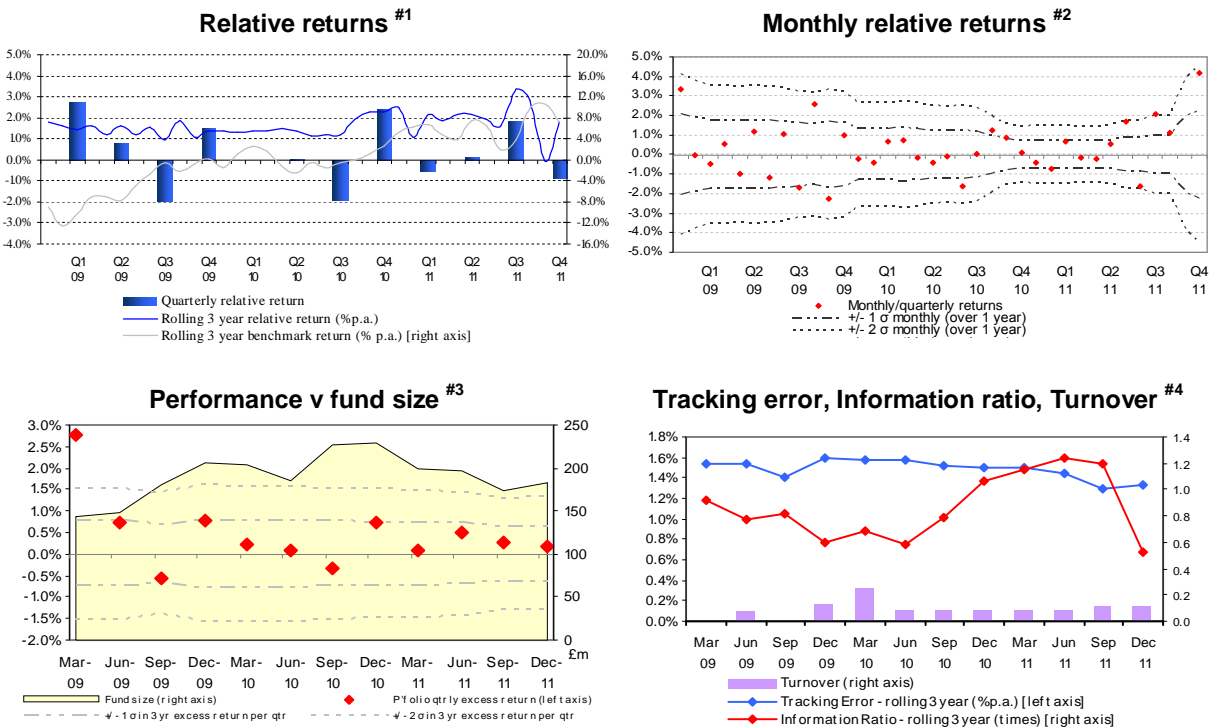 Relative returns #1
5.0%
4.0%
3.0%
2.0%
1.0%
0.0%
-1.0%
-2.0%
-3.0%
-4.0%
20.0%
16.0%
12.0%
8.0%
4.0%
0.0%
-4.0%
-8.0%
-12.0%
-16.0%
Q1 Q2 Q3 Q4 Q1 Q2 Q3 Q4 Q1 Q2 Q3 Q4
09 09 09 09 10 10 10 10 11 11 11 11
Quarterly relative return
Rolling 3 year relative return (%p.a.)
Rolling 3 year benchmark return (% p.a.) [right axis]
Monthly relative returns #2
5.0%
4.0%
3.0%
2.0%
1.0%
0.0%
-1.0%
-2.0%
-3.0%
-4.0%
-5.0%
Q1 Q2 Q3 Q4 Q1 Q2 Q3 Q4 Q1 Q2 Q3 Q4
09 09 09 09 10 10 10 10 11 11 11 11
Monthly/quarterly returns
+/- 1 σ monthly (over 1 year)
+/- 2 σ monthly (over 1 year)
Performance v fund size #3
3.0%
2.5%
2.0%
1.5%
1.0%
0.5%
0.0%
-0.5%
-1.0%
-1.5%
-2.0%
250
200
150
100
50
0
£m
Mar- Jun- Sep- Dec- Mar- Jun- Sep- Dec- Mar- Jun- Sep- Dec-
09 09 09 09 10 10 10 10 11 11 11 11
Fund size (right axis)
P'folio qtrly excess return (left axis)
+/- 1 σ in 3 yr excess return per qtr
+/- 2 σ in 3 yr excess return per qtr
Tracking error, Information ratio, Turnover #4
1.8%
1.6%
1.4%
1.2%
1.0%
0.8%
0.6%
0.4%
0.2%
0.0%
1.4
1.2
1.0
0.8
0.6
0.4
0.2
0.0
Mar Jun Sep Dec Mar Jun Sep Dec Mar Jun Sep Dec
09 09 09 09 10 10 10 10 11 11 11 11
Turnover (right axis)
Tracking Error - rolling 3 year (%p.a.) [left axis]
Information Ratio - rolling 3 year (times) [right axis]